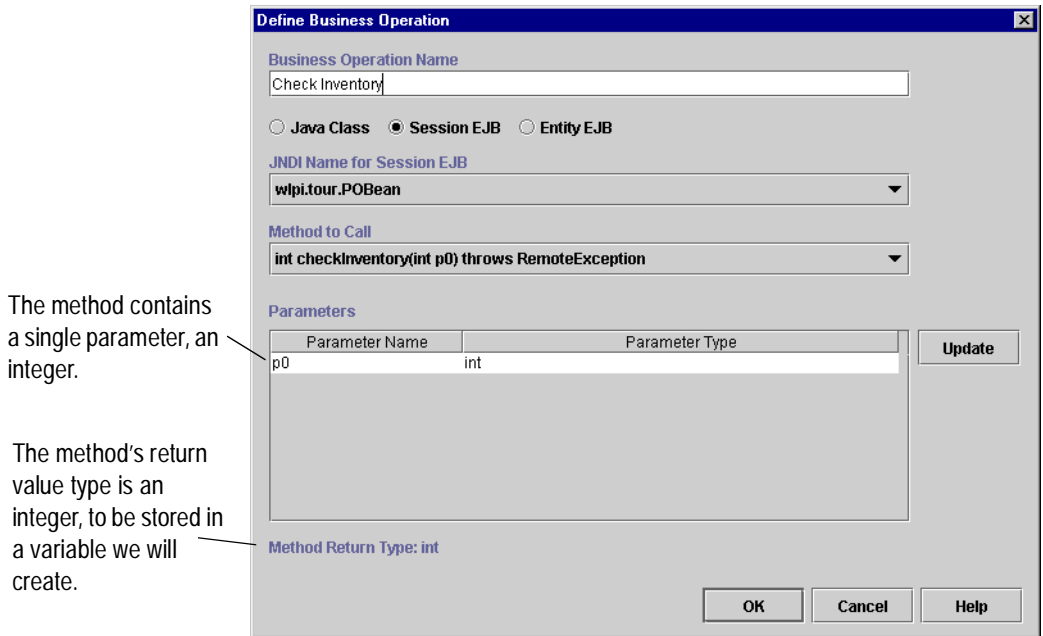 Define Business Operation
Business Operation Name
Check Inventory
Java Class Session EJB Entity EJB
JNDI Name for Session EJB
wlpi.tour.POBean
Method to Call
int checkInventory(int p0) throws RemoteException
The method contains
a single parameter, an
integer.
Parameters
Parameter Name Parameter Type
p0 int
Update
The method's return
value type is an
integer, to be stored in
a variable we will
create.
Method Return Type: int
OK Cancel Help